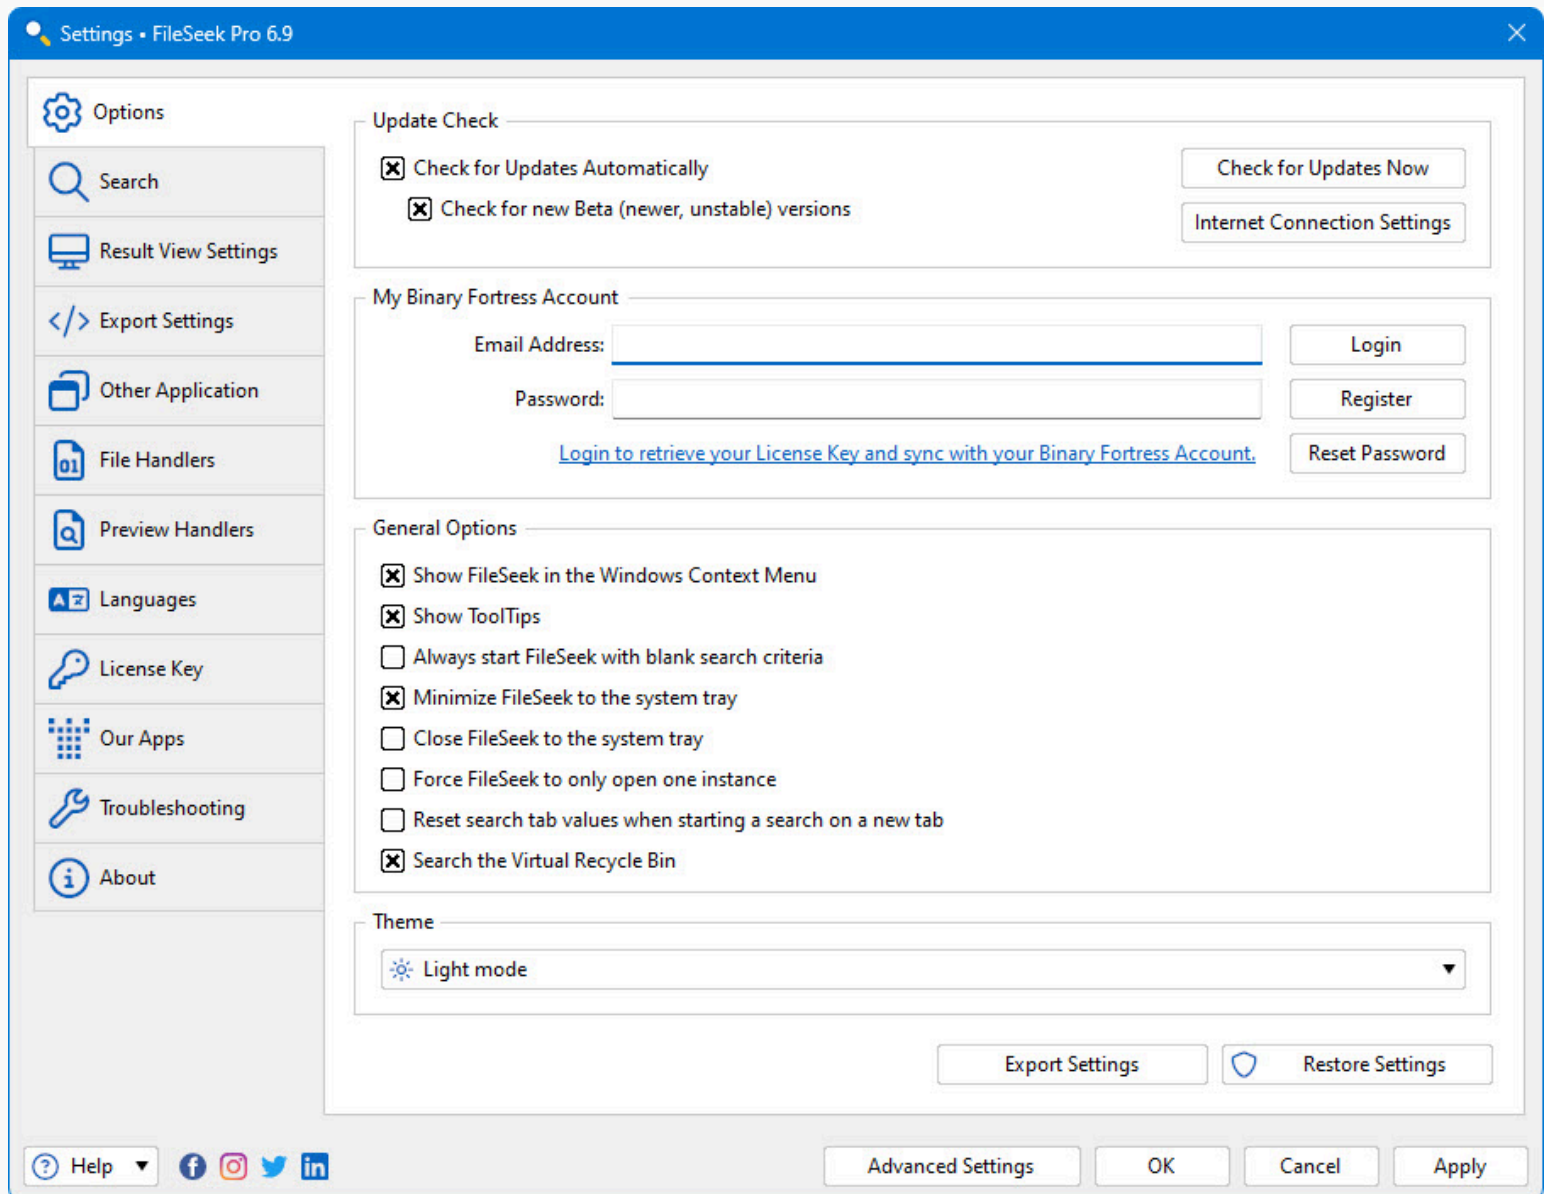 Settings • FileSeek Pro 6.9
Options
Search
Result View Settings
Export Settings
Other Application
File Handlers
Preview Handlers
Languages
License Key
Our Apps
Troubleshooting
About
Update Check
Check for Updates Automatically
Check for Updates Now
Check for new Beta (newer, unstable) versions
Internet Connection Settings
My Binary Fortress Account
Email Address:
Login
Password:
Register
Login to retrieve your License Key and sync with your Binary Fortress Account.
Reset Password
General Options
Show FileSeek in the Windows Context Menu
Show ToolTips
Always start FileSeek with blank search criteria
Minimize FileSeek to the system tray
Close FileSeek to the system tray
Force FileSeek to only open one instance
Reset search tab values when starting a search on a new tab
Search the Virtual Recycle Bin
Theme
Light mode
Export Settings
Restore Settings
Help
Advanced Settings
OK
Cancel
Apply